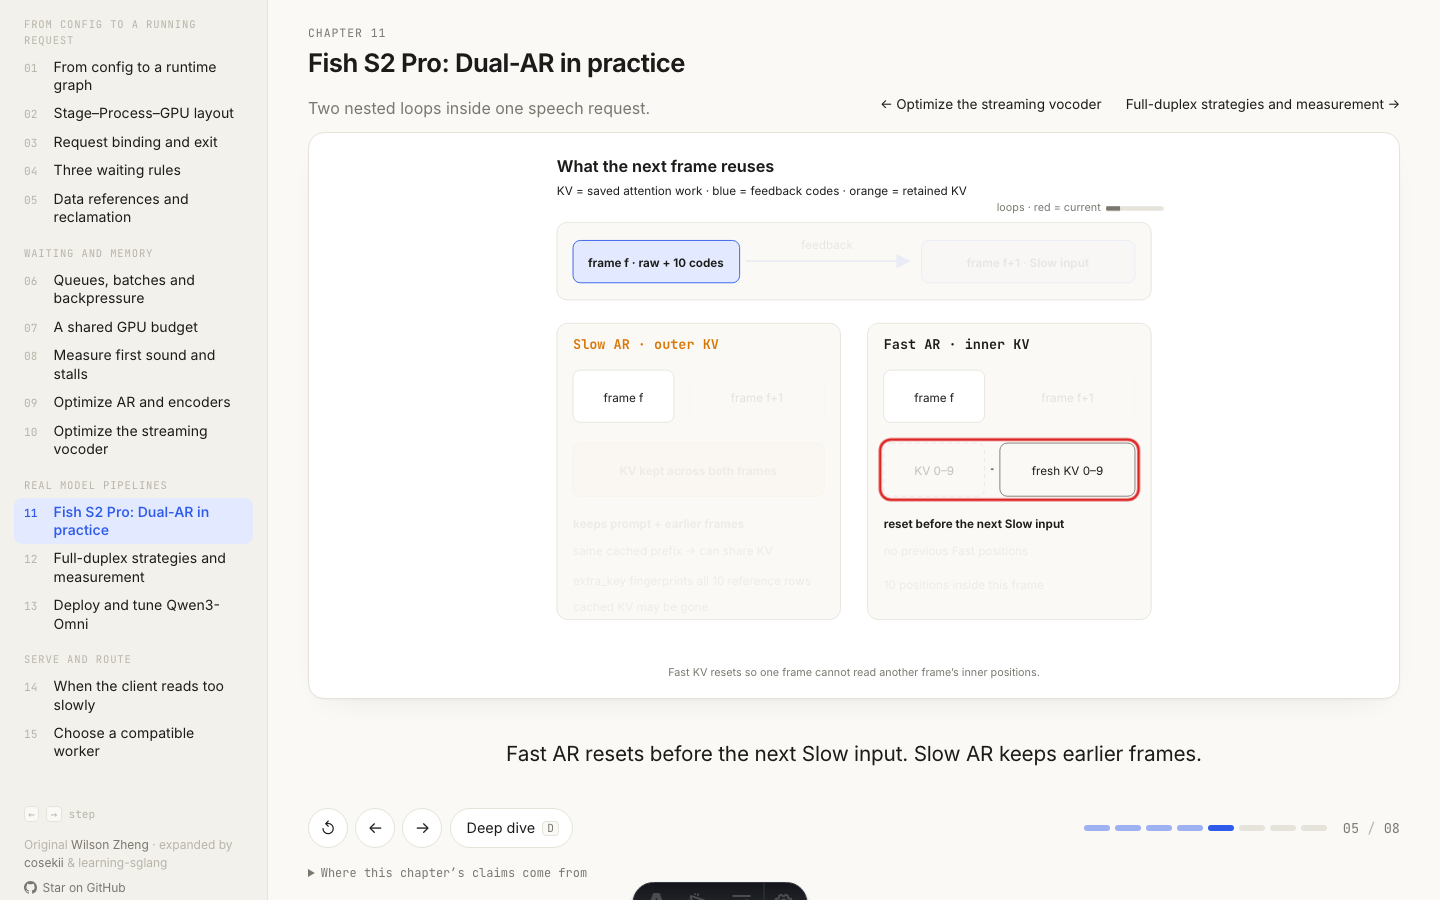 FROM CONFIG TO A RUNNING
REQUEST
01 From config to a runtime
graph
02 Stage–Process–GPU layout
03 Request binding and exit
04 Three waiting rules
05 Data references and
reclamation
WAITING AND MEMORY
06 Queues, batches and
backpressure
07 A shared GPU budget
08 Measure first sound and
stalls
09 Optimize AR and encoders
10 Optimize the streaming
vocoder
REAL MODEL PIPELINES
11 Fish S2 Pro: Dual-AR in
practice
12 Full-duplex strategies and
measurement
13 Deploy and tune Qwen3-
Omni
SERVE AND ROUTE
14 When the client reads too
slowly
15 Choose a compatible
worker
← → step
Original Wilson Zheng · expanded by
cosekii & learning-sglang
Star on GitHub
CHAPTER 11
Fish S2 Pro: Dual-AR in practice
Two nested loops inside one speech request.
← Optimize the streaming vocoder
Full-duplex strategies and measurement →
What the next frame reuses
KV = saved attention work · blue = feedback codes · orange = retained KV
loops · red = current
frame f · raw + 10 codes
feedback
frame f+1 · Slow input
Slow AR · outer KV
frame f
frame f+1
KV kept across both frames
keeps prompt + earlier frames
same cached prefix → can share KV
extra_key fingerprints all 10 reference rows
cached KV may be gone
Fast AR · inner KV
frame f
frame f+1
KV 0–9
fresh KV 0–9
reset before the next Slow input
no previous Fast positions
10 positions inside this frame
Fast KV resets so one frame cannot read another frame's inner positions.
Fast AR resets before the next Slow input. Slow AR keeps earlier frames.
Deep dive D
05 / 08
Where this chapter's claims come from